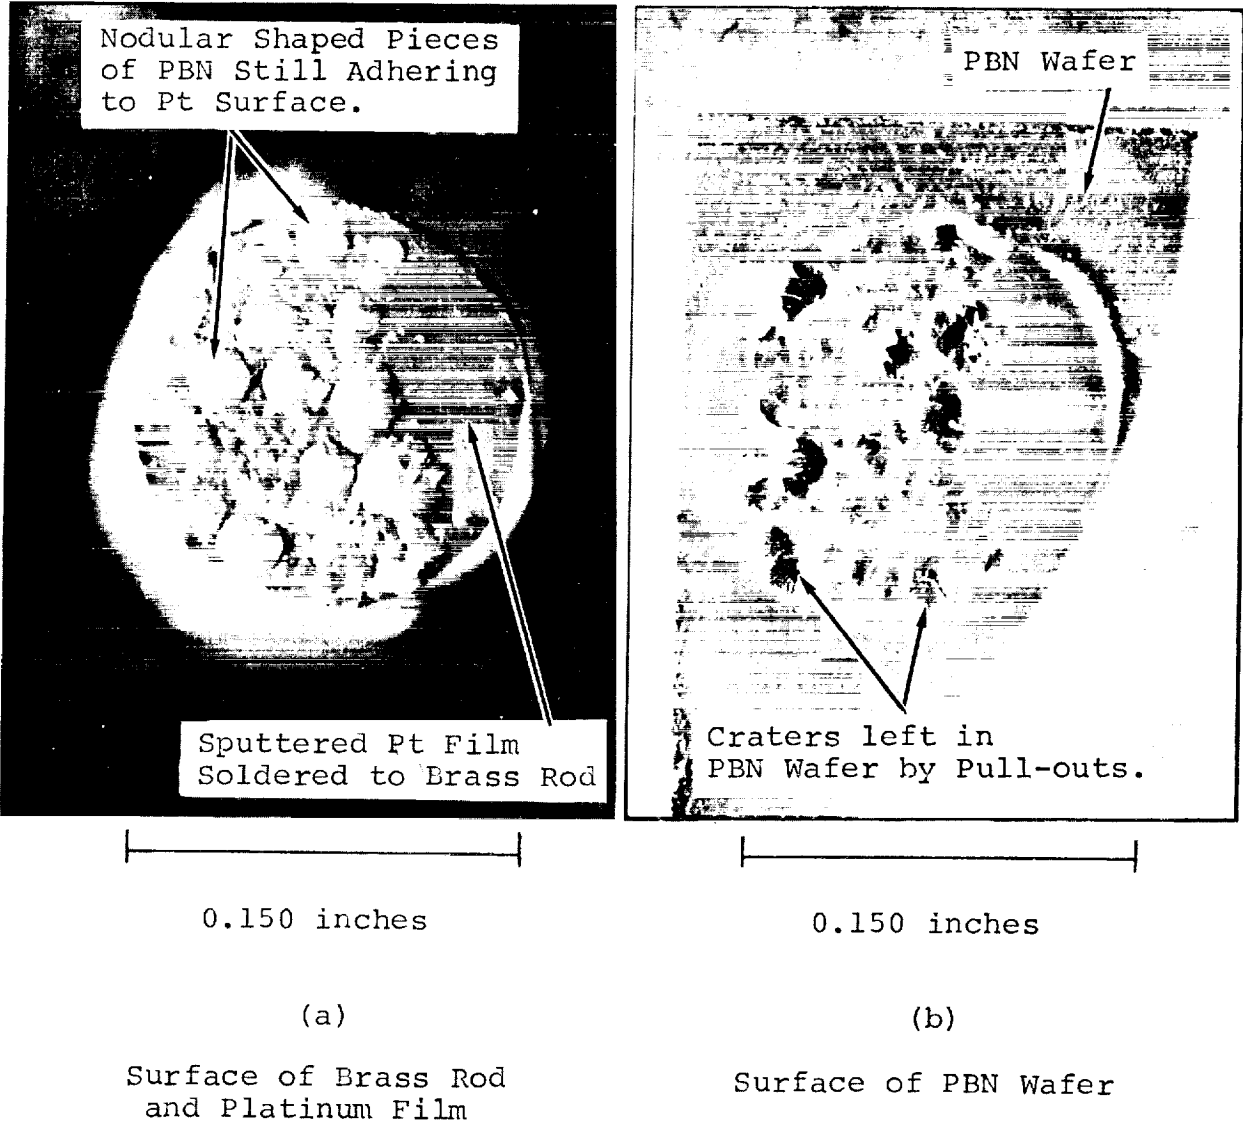 Nodular Shaped Pieces
of PBN Still Adhering
to Pt Surface.
Sputtered Pt Film
Soldered to Brass Rod
0.150 inches
(a)
Surface of Brass Rod
and Platinum Film
PBN Wafer
Craters left in
PBN Wafer by Pull-outs.
0.150 inches
(b)
Surface of PBN Wafer